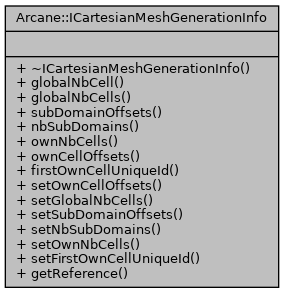 Arcane::ICartesianMeshGenerationInfo
+ ~ICartesianMeshGenerationInfo()
+ globalNbCell()
+ globalNbCells()
+ subDomainOffsets()
+ nbSubDomains()
+ ownNbCells()
+ ownCellOffsets()
+ firstOwnCellUniqueId()
+ setOwnCellOffsets()
+ setGlobalNbCells()
+ setSubDomainOffsets()
+ setNbSubDomains()
+ setOwnNbCells()
+ setFirstOwnCellUniqueId()
+ getReference()